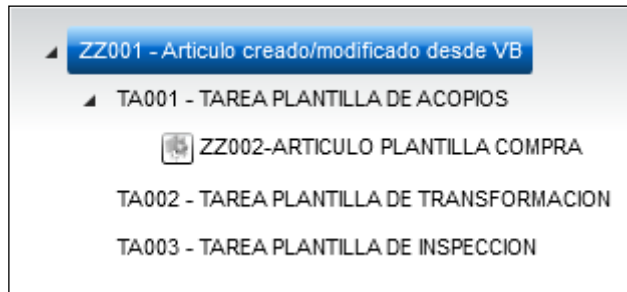 ZZ001 - Articulo creado/modificado desde VB
TA001 - TAREA PLANTILLA DE ACOPIOS
ZZ002-ARTICULO PLANTILLA COMPRA
TA002 - TAREA PLANTILLA DE TRANSFORMACION
TA003 - TAREA PLANTILLA DE INSPECCION